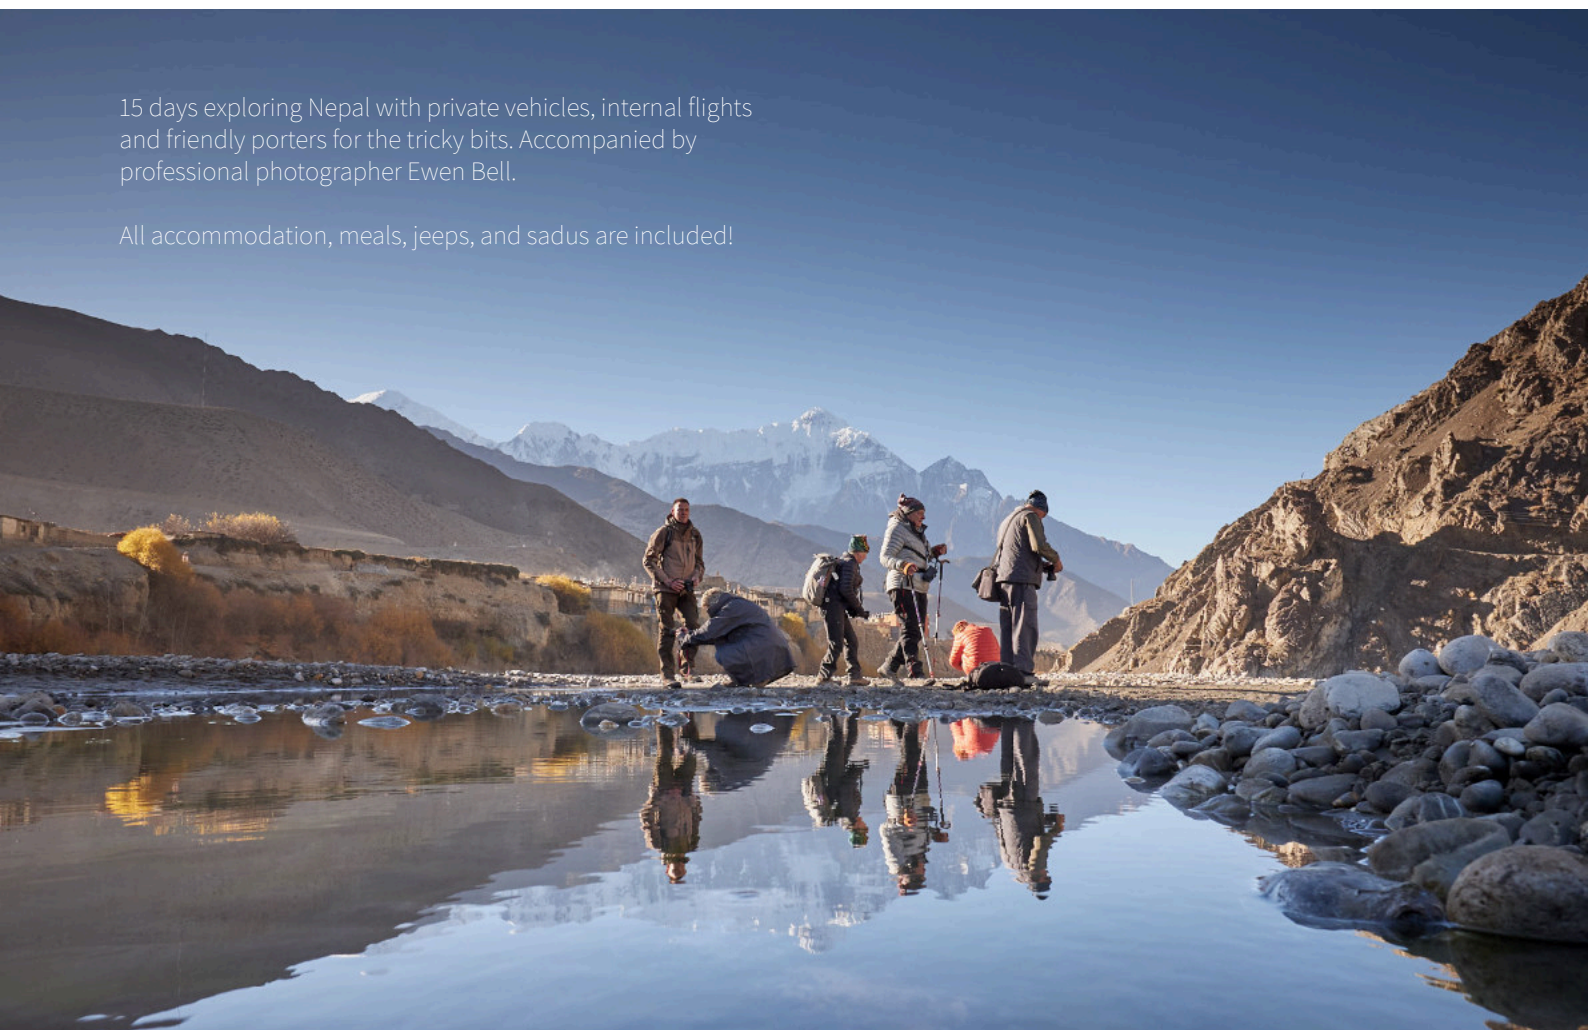 15 days exploring Nepal with private vehicles, internal flights
and friendly porters for the tricky bits. Accompanied by
professional photographer Ewen Bell.
All accommodation, meals, jeeps, and sadus are included!